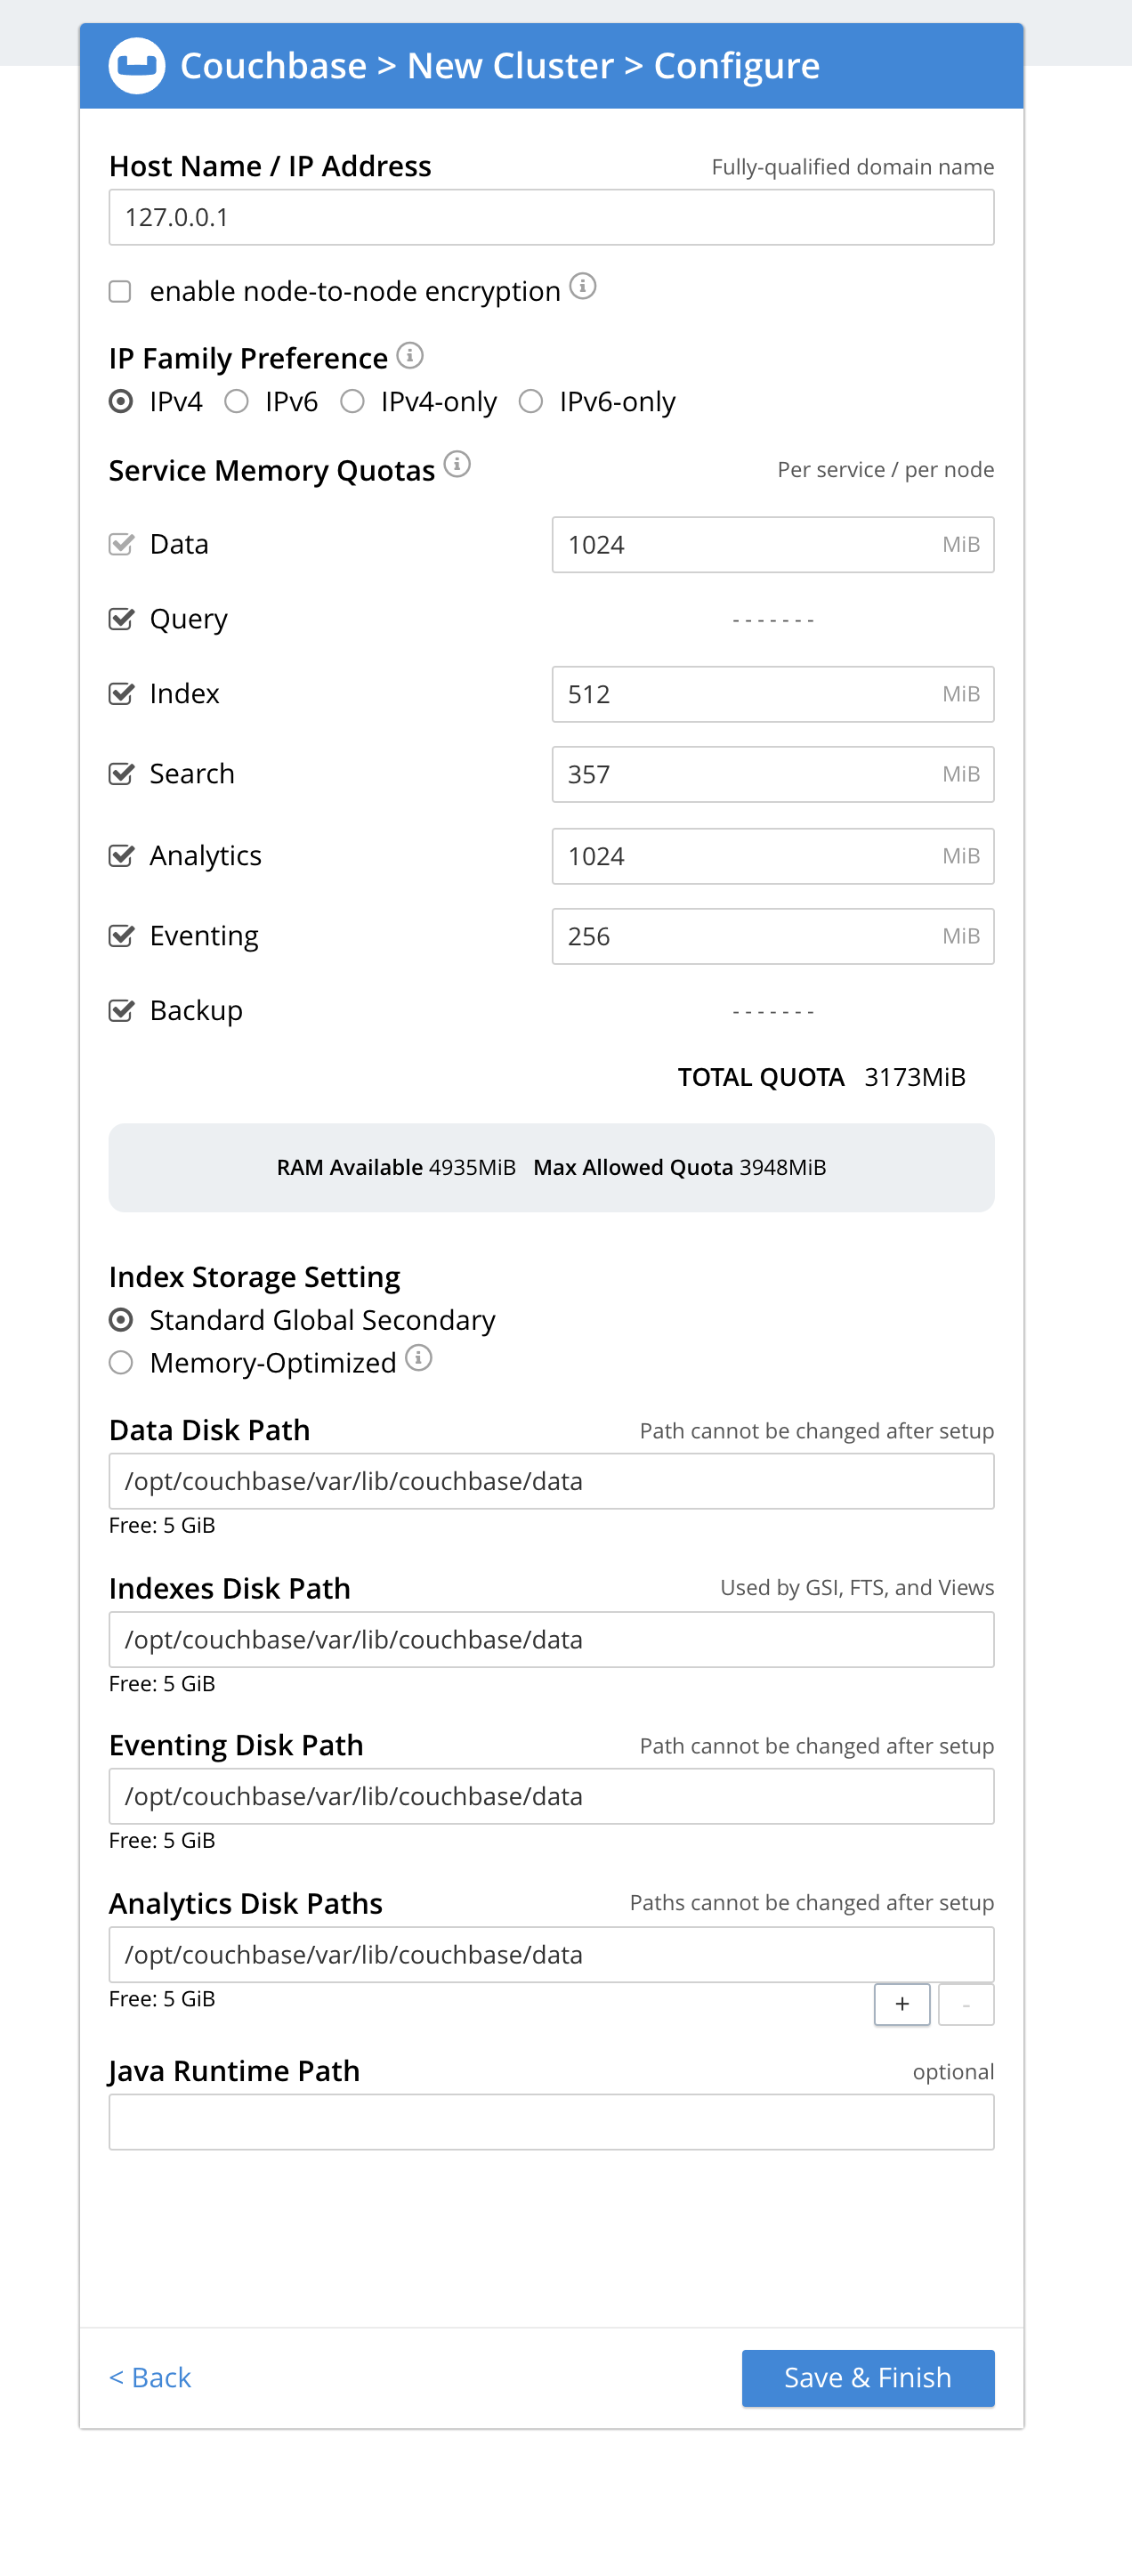 Couchbase > New Cluster > Configure
Host Name / IP Address Fully-qualified domain name
127.0.0.1
enable node-to-node encryption
IP Family Preference
IPv4 IPv6 IPv4-only IPv6-only
Service Memory Quotas Per service / per node
Data 1024 MiB
Query -------
Index 512 MiB
Search 357 MiB
Analytics 1024 MiB
Eventing 256 MiB
Backup -------
TOTAL QUOTA 3173MiB
RAM Available 4935MiB Max Allowed Quota 3948MiB
Index Storage Setting
Standard Global Secondary
Memory-Optimized
Data Disk Path Path cannot be changed after setup
/opt/couchbase/var/lib/couchbase/data
Free: 5 GiB
Indexes Disk Path Used by GSI, FTS, and Views
/opt/couchbase/var/lib/couchbase/data
Free: 5 GiB
Eventing Disk Path Path cannot be changed after setup
/opt/couchbase/var/lib/couchbase/data
Free: 5 GiB
Analytics Disk Paths Paths cannot be changed after setup
/opt/couchbase/var/lib/couchbase/data
Free: 5 GiB + -
Java Runtime Path optional
< Back Save & Finish